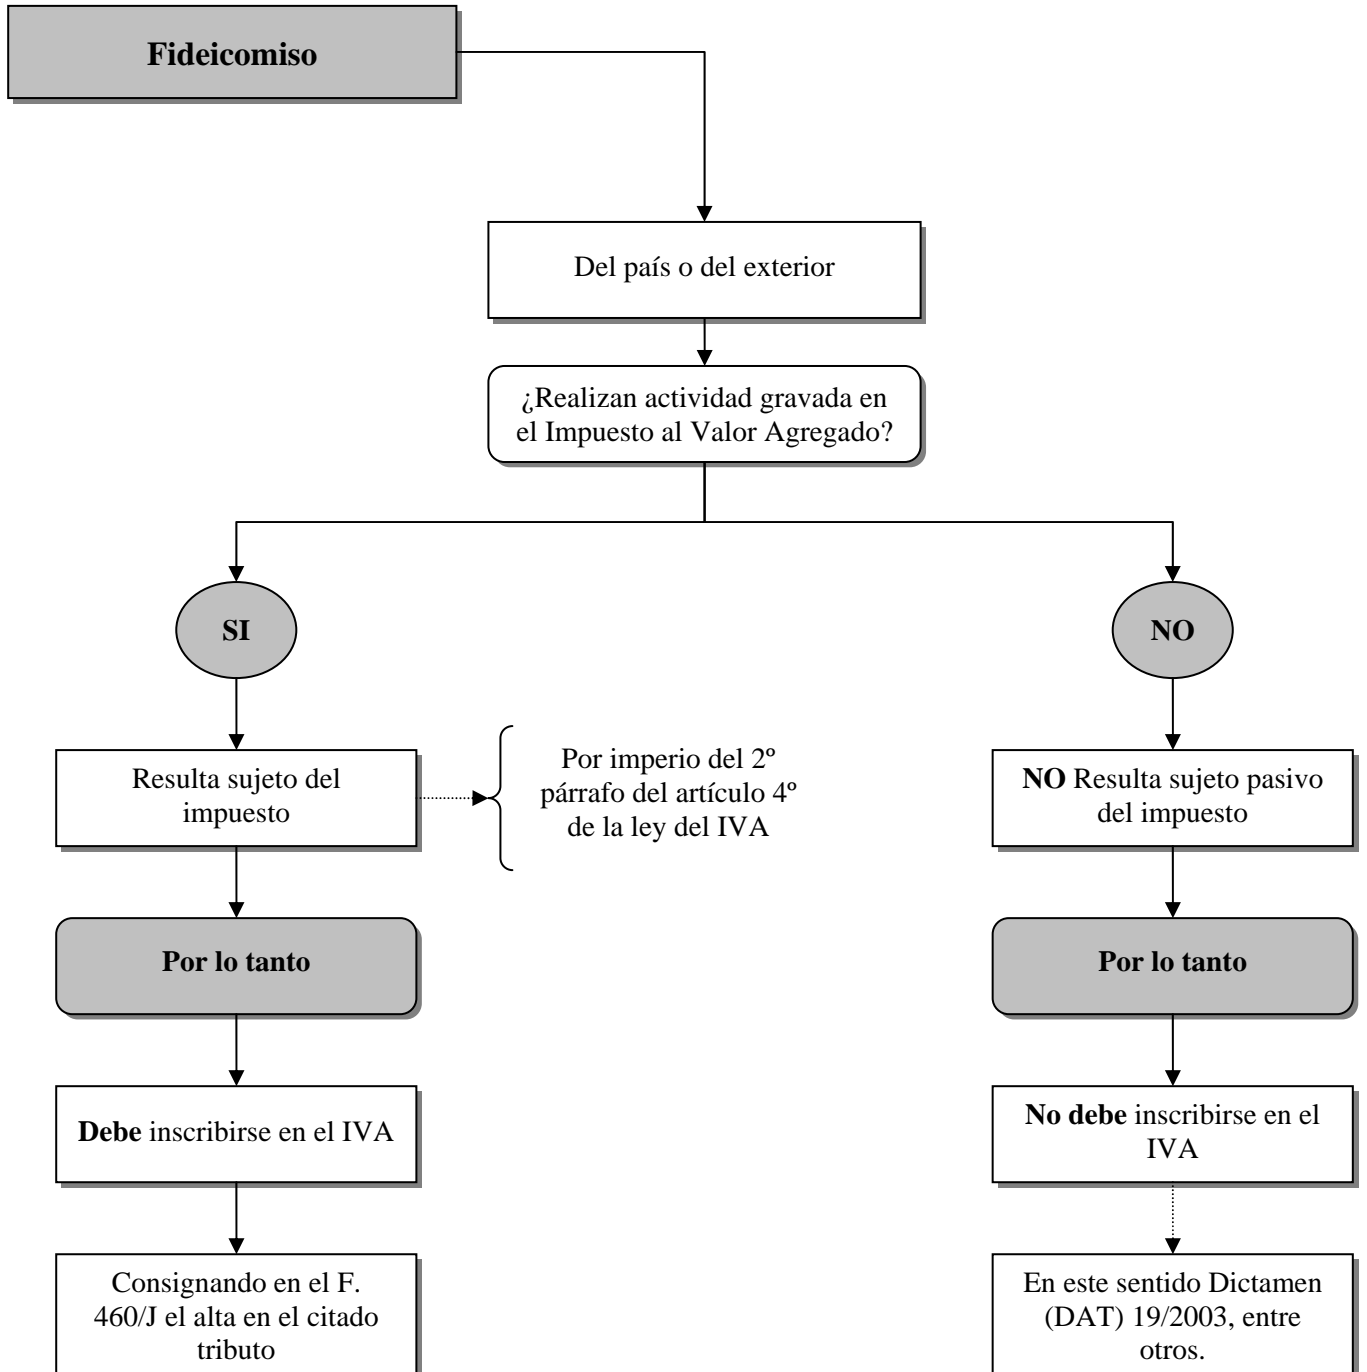 Fideicomiso
Del país o del exterior
¿Realizan actividad gravada en
el Impuesto al Valor Agregado?
SI
NO
Resulta sujeto del
impuesto
Por imperio del 2º
párrafo del artículo 4º
de la ley del IVA
NO Resulta sujeto pasivo
del impuesto
Por lo tanto
Por lo tanto
Debe inscribirse en el IVA
No debe inscribirse en el
IVA
Consignando en el F.
460/J el alta en el citado
tributo
En este sentido Dictamen
(DAT) 19/2003, entre
otros.